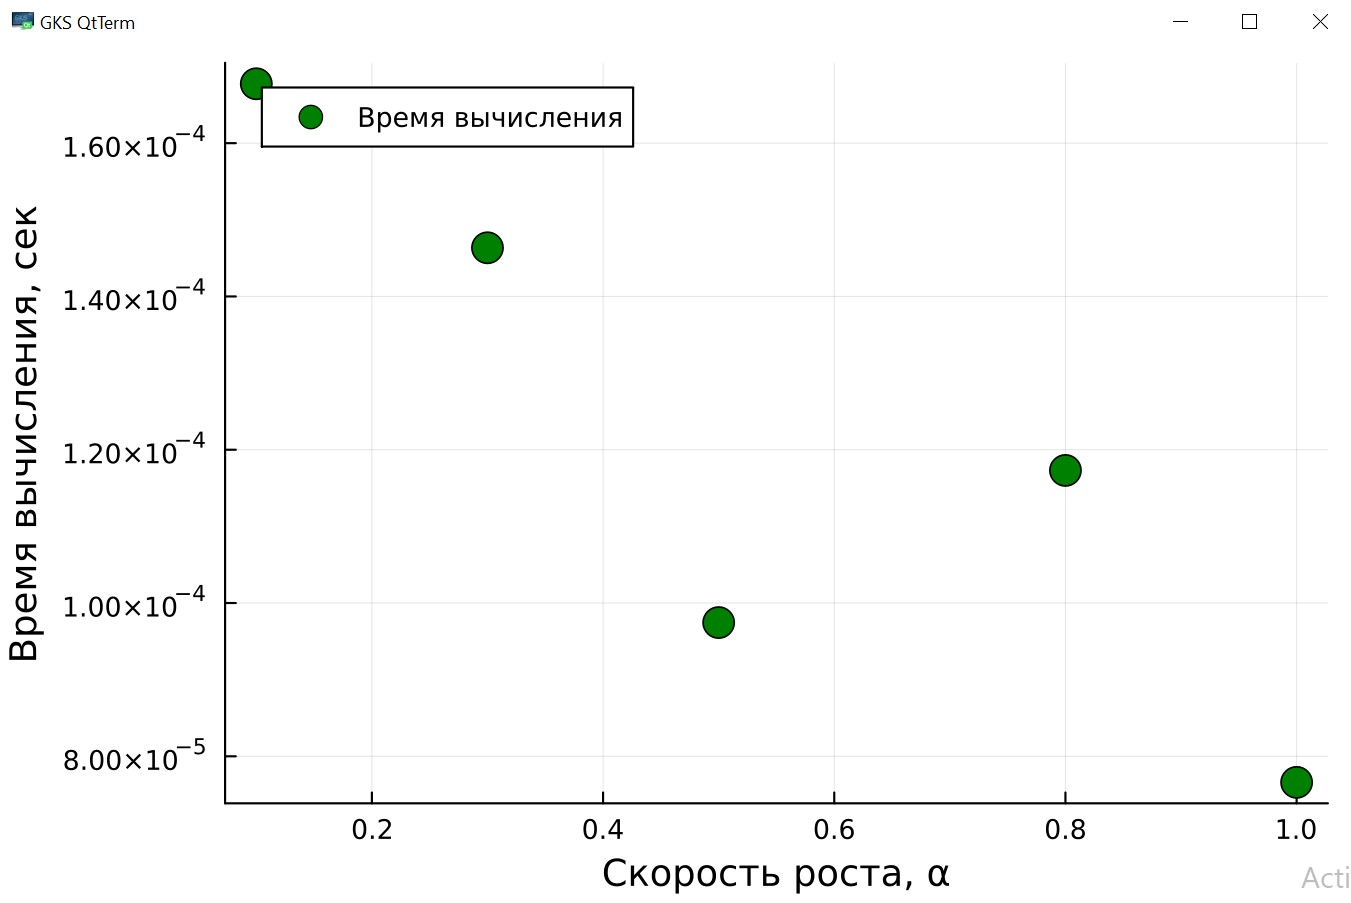 GKS QtTerm
Время вычисления
1.60×10⁻⁴
1.40×10⁻⁴
1.20×10⁻⁴
1.00×10⁻⁴
8.00×10⁻⁵
Время вычисления, сек
0.2 0.4 0.6 0.8 1.0
Скорость роста, α
Acti